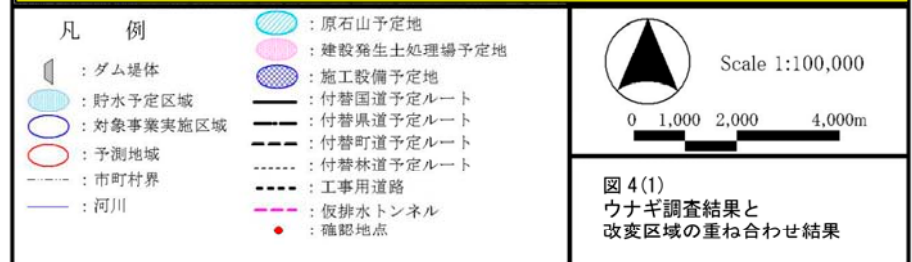 凡 例
: ダム堤体
: 貯水予定区域
: 対象事業実施区域
: 予測地域
: 市町村界
: 河川
: 原石山予定地
: 建設発生土処理場予定地
: 施工設備予定地
: 付替国道予定ルート
: 付替県道予定ルート
: 付替町道予定ルート
: 付替林道予定ルート
: 工事用道路
: 仮排水トンネル
: 確認地点
Scale 1:100,000
0 1,000 2,000 4,000m
図 4(1)
ウナギ調査結果と
改変区域の重ね合わせ結果